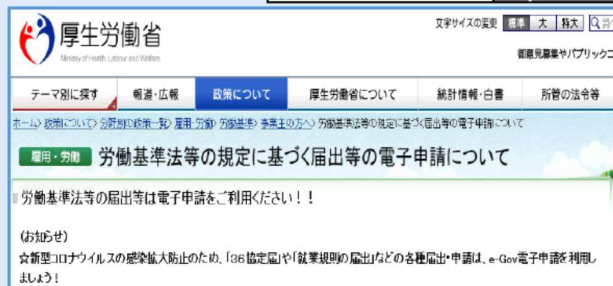 文字サイズの変更 標準 大 特大
厚生労働省
Ministry of Health, Labour and Welfare
御意見募集やパブリックコ
テーマ別に探す 報道・広報 政策について 厚生労働省について 統計情報・白書 所管の法令等
ホーム> 政策について> 分野別の政策一覧> 雇用・労働> 労働基準> 事業主の方へ> 労働基準法等の規定に基づく届出等の電子申請について
雇用・労働 労働基準法等の規定に基づく届出等の電子申請について
労働基準法等の届出等は電子申請をご利用ください！！
(お知らせ)
☆新型コロナウイルスの感染拡大防止のため、「36協定届」や「就業規則の届出」などの各種届出・申請は、e-Gov電子申請を利用し
ましょう！